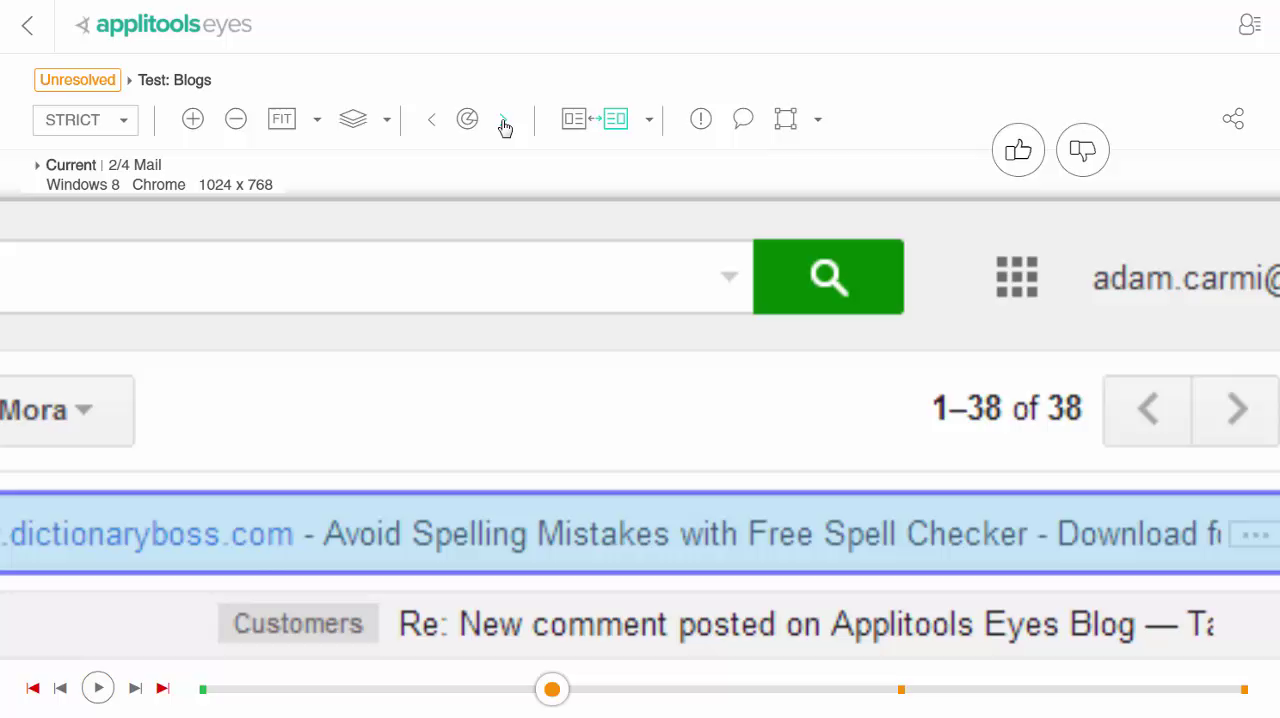 applitools eyes
Unresolved Test: Blogs
STRICT FIT
Current | 2/4 Mail
Windows 8 Chrome 1024 x 768
adam.carmi@
Mora 1–38 of 38
.dictionaryboss.com - Avoid Spelling Mistakes with Free Spell Checker - Download
Customers Re: New comment posted on Applitools Eyes Blog —